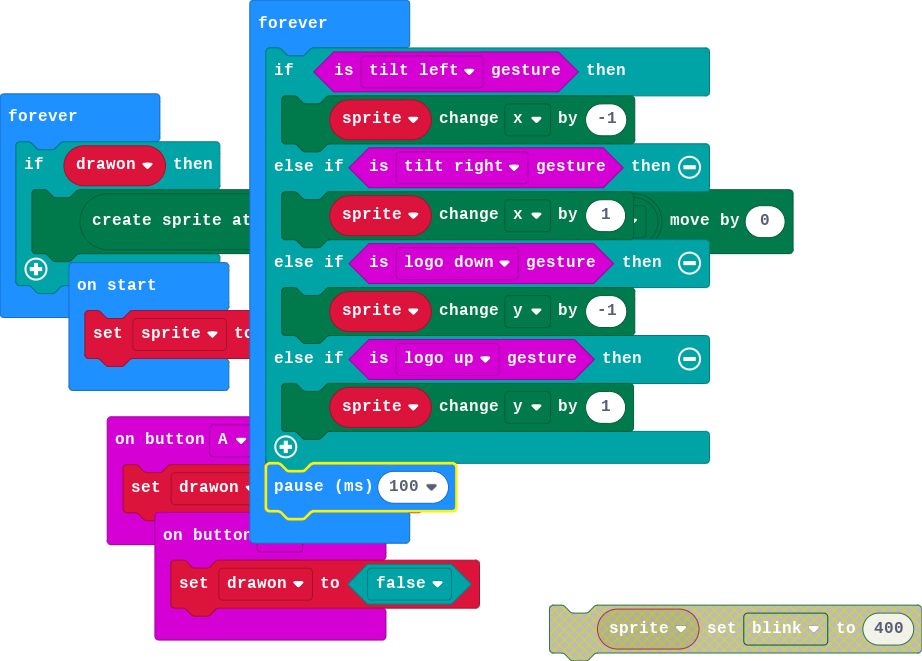 forever
if is tilt left gesture then
sprite change x by -1
else if is tilt right gesture then
sprite change x by 1
else if is logo down gesture then
sprite change y by -1
else if is logo up gesture then
sprite change y by 1
pause (ms) 100
forever
if drawon then
create sprite at
move by 0
on start
set sprite to
on button A
set drawon
on button
set drawon to false
sprite set blink to 400